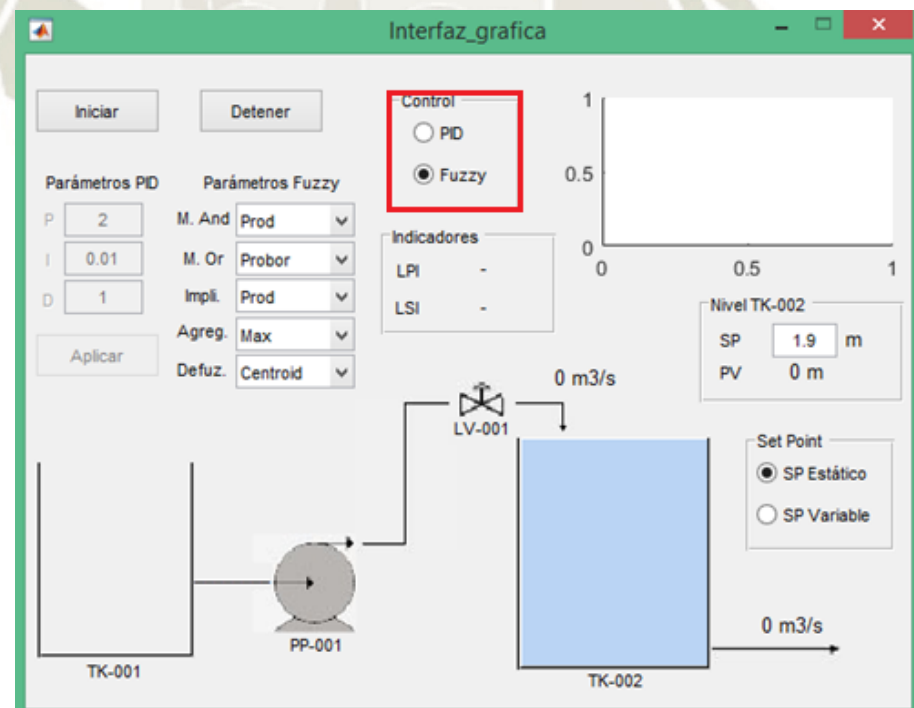 Interfaz_grafica
Iniciar
Detener
Control
PID
Fuzzy
1
0.5
0
0
0.5
1
Parámetros PID
P 2
I 0.01
D 1
Aplicar
Parámetros Fuzzy
M. And Prod
M. Or Probor
Impli. Prod
Agreg. Max
Defuz. Centroid
Indicadores
LPI -
LSI -
Nivel TK-002
SP 1.9 m
PV 0 m
0 m3/s
LV-001
Set Point
SP Estático
SP Variable
0 m3/s
PP-001
TK-001
TK-002